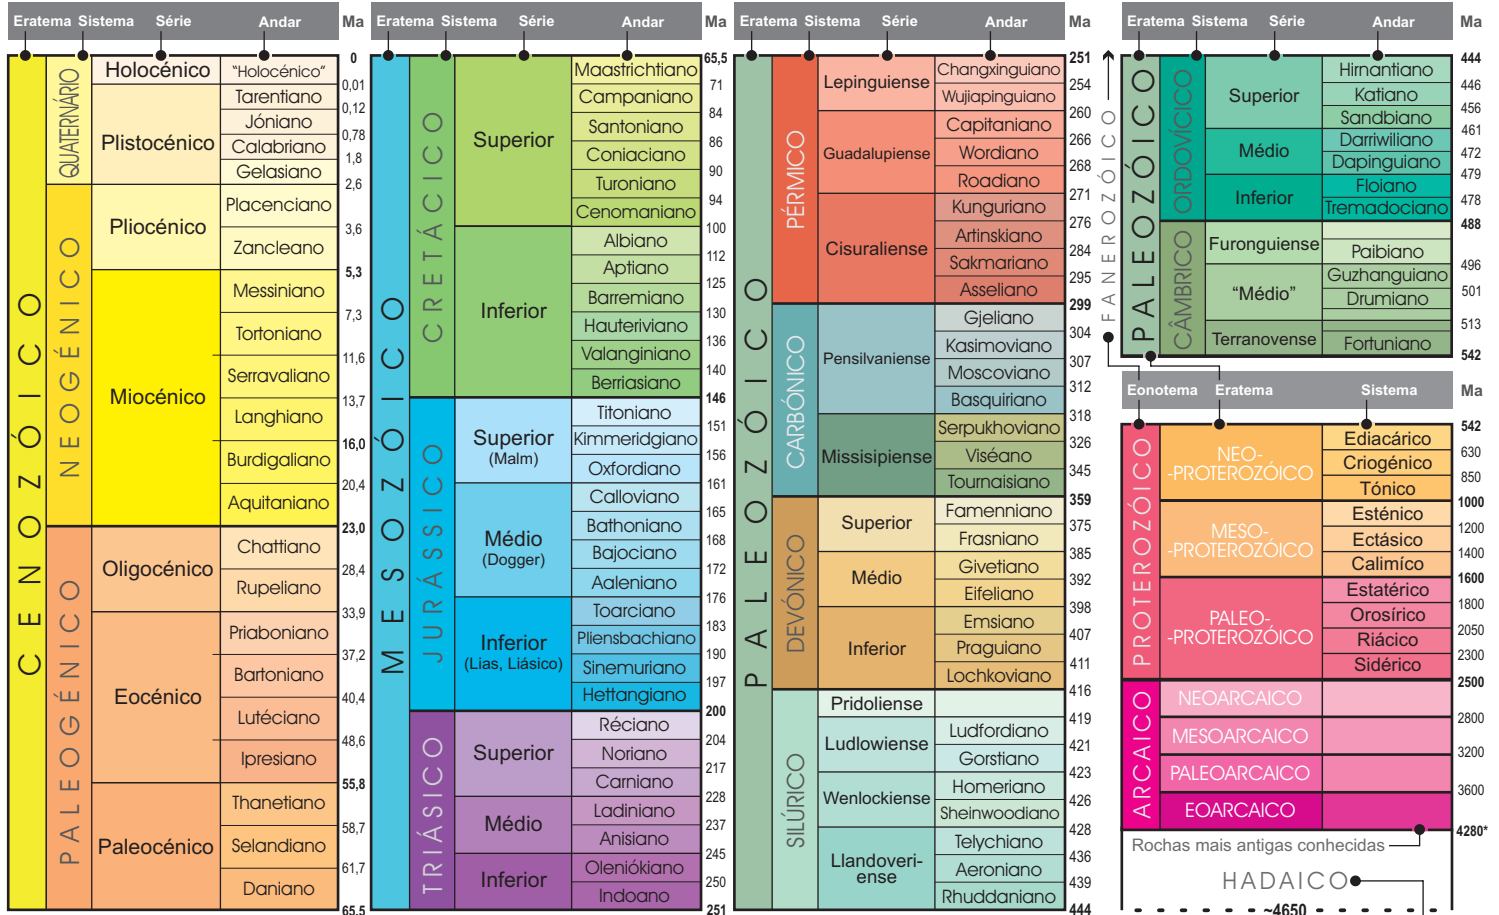 Eratema Sistema Série Andar Ma
CENOZÓICO
QUATERNÁRIO
Holocénico
"Holocénico"
Plistocénico
Tarentiano
Jóniano
Calabriano
Gelasiano
NEOGÉNICO
Pliocénico
Placenciano
Zancleano
Miocénico
Messiniano
Tortoniano
Serravaliano
Langhiano
Burdigaliano
Aquitaniano
PALEOGÉNICO
Oligocénico
Chattiano
Rupeliano
Eocénico
Priaboniano
Bartoniano
Lutéciano
Ipresiano
Paleocénico
Thanetiano
Selandiano
Daniano
0
0,01
0,12
0,78
1,8
2,6
3,6
5,3
7,3
11,6
13,7
16,0
20,4
23,0
28,4
33,9
37,2
40,4
48,6
55,8
58,7
61,7
65,5
Eratema Sistema Série Andar Ma
MESOZÓICO
CRETÁCICO
Superior
Maastrichtiano
Campaniano
Santoniano
Coniaciano
Turoniano
Cenomaniano
Inferior
Albiano
Aptiano
Barremiano
Hauteriviano
Valanginiano
Berriasiano
JURÁSSICO
Superior
(Malm)
Titoniano
Kimmeridgiano
Oxfordiano
Médio
(Dogger)
Calloviano
Bathoniano
Bajociano
Aaleniano
Inferior
(Lias, Liásico)
Toarciano
Pliensbachiano
Sinemuriano
Hettangiano
TRIÁSICO
Superior
Réciano
Noriano
Carniano
Médio
Ladiniano
Anisiano
Inferior
Oleniókiano
Indoano
65,5
71
84
86
90
94
100
112
125
130
136
140
146
151
156
161
165
168
172
176
183
190
197
200
204
217
228
237
245
250
251
Eratema Sistema Série Andar Ma
PALEOZÓICO
PÉRMICO
Lepinguiense
Changxinguiano
Wujiapinguiano
Guadalupiense
Capitaniano
Wordiano
Roadiano
Cisuraliense
Kunguriano
Artinskiano
Sakmariano
Asseliano
CARBÓNICO
Pensilvaniense
Gjeliano
Kasimoviano
Moscoviano
Basquiriano
Missisipiense
Serpukhoviano
Viséano
Tournaisiano
DEVÓNICO
Superior
Famenniano
Frasniano
Médio
Givetiano
Eifeliano
Inferior
Emsiano
Praguiano
Lochkoviano
SILÚRICO
Pridoliense
Ludlowiense
Ludfordiano
Gorstiano
Wenlockiense
Homeriano
Sheinwoodiano
Llandoveri-
ense
Telychiano
Aeroniano
Rhuddaniano
251
254
260
266
268
271
276
284
295
299
304
307
312
318
326
345
359
375
385
392
398
407
411
416
419
421
423
426
428
436
439
444
FANEROZÓICO
Eratema Sistema Série Andar Ma
PALEOZÓICO
ORDOVÍCICO
Superior
Hirnantiano
Katiano
Sandbiano
Médio
Darriwiliano
Dapinguiano
Inferior
Floiano
Tremadociano
CÂMBRICO
Furonguiense
Paibiano
"Médio"
Guzhanguiano
Drumiano
Terranovense
Fortuniano
444
446
456
461
472
479
478
488
496
501
513
542
Eonotema Eratema Sistema Ma
PROTEROZÓICO
NEO-
-PROTEROZÓICO
Ediacárico
Criogénico
Tónico
MESO-
-PROTEROZÓICO
Esténico
Ectásico
Calimíco
PALEO-
-PROTEROZÓICO
Estatérico
Orosírico
Riácico
Sidérico
ARCAICO
NEOARCAICO
MESOARCAICO
PALEOARCAICO
EOARCAICO
542
630
850
1000
1200
1400
1600
1800
2050
2300
2500
2800
3200
3600
4280*
Rochas mais antigas conhecidas
HADAICO
~4650